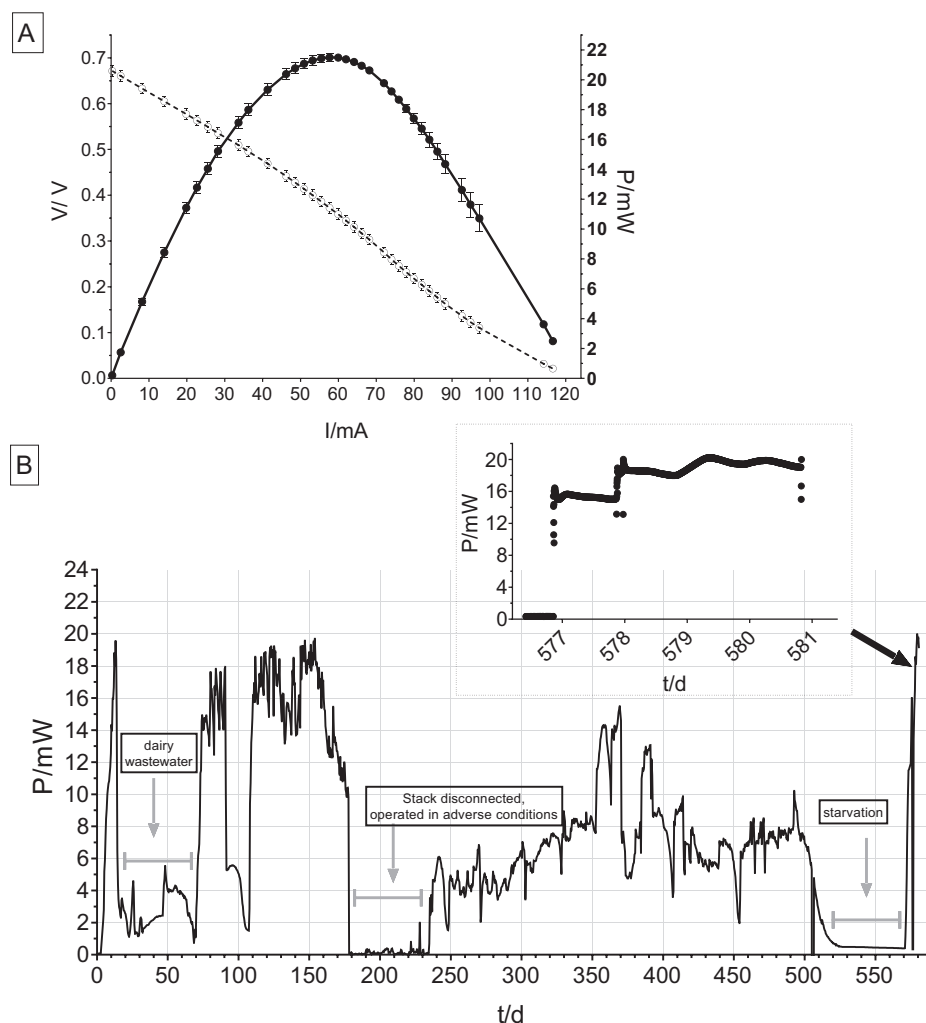 A
0.7
0.6
0.5
0.4
0.3
0.2
0.1
0.0
V/ V
22
20
18
16
14
12
10
8
6
4
2
0
P/mW
0 10 20 30 40 50 60 70 80 90 100 110 120
I/mA
B
20
16
12
8
4
0
P/mW
577 578 579 580 581
t/d
24
22
20
18
16
14
12
10
8
6
4
2
0
P/mW
dairy
wastewater
Stack disconnected,
operated in adverse conditions
starvation
0 50 100 150 200 250 300 350 400 450 500 550
t/d